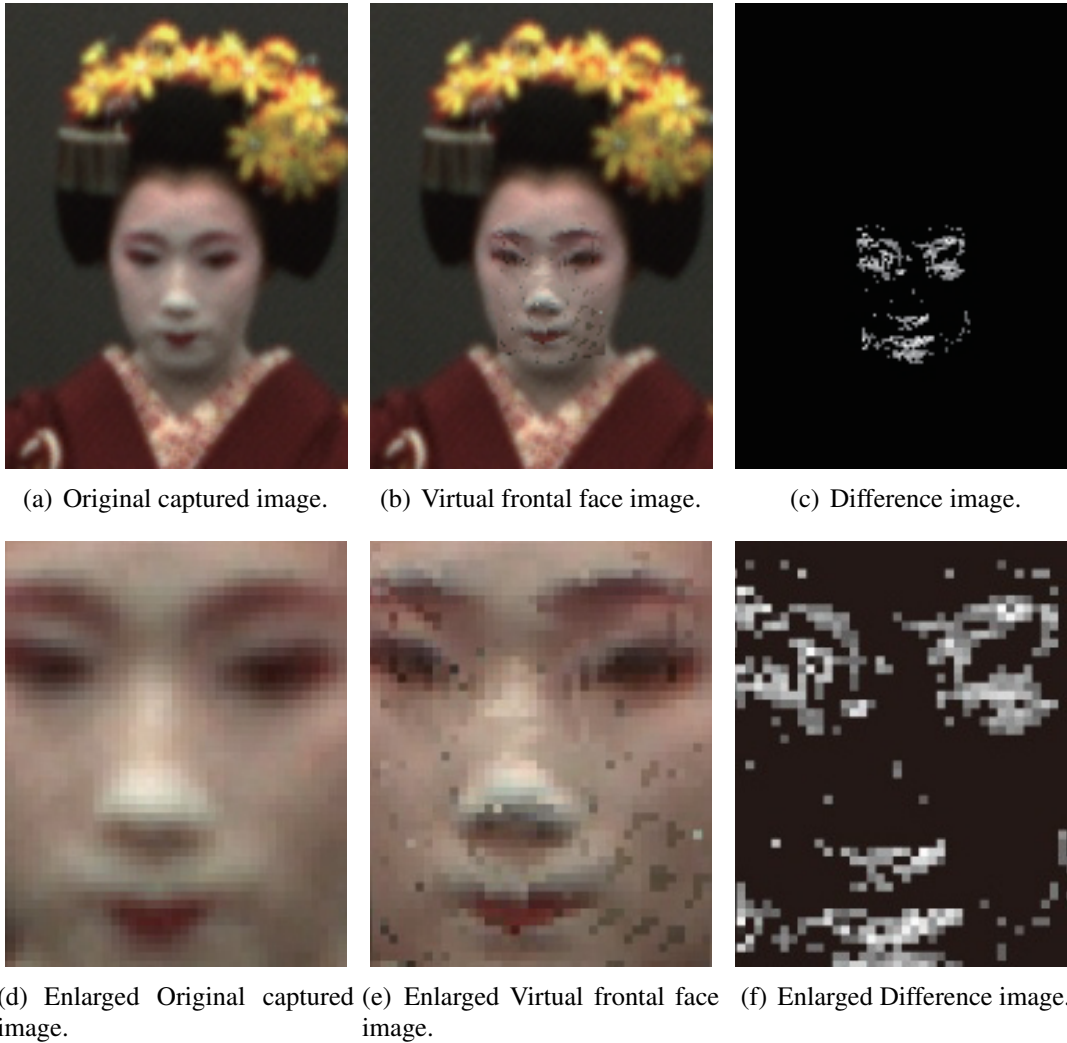 (a) Original captured image.
(b) Virtual frontal face image.
(c) Difference image.
(d) Enlarged Original captured image.
(e) Enlarged Virtual frontal face image.
(f) Enlarged Difference image.